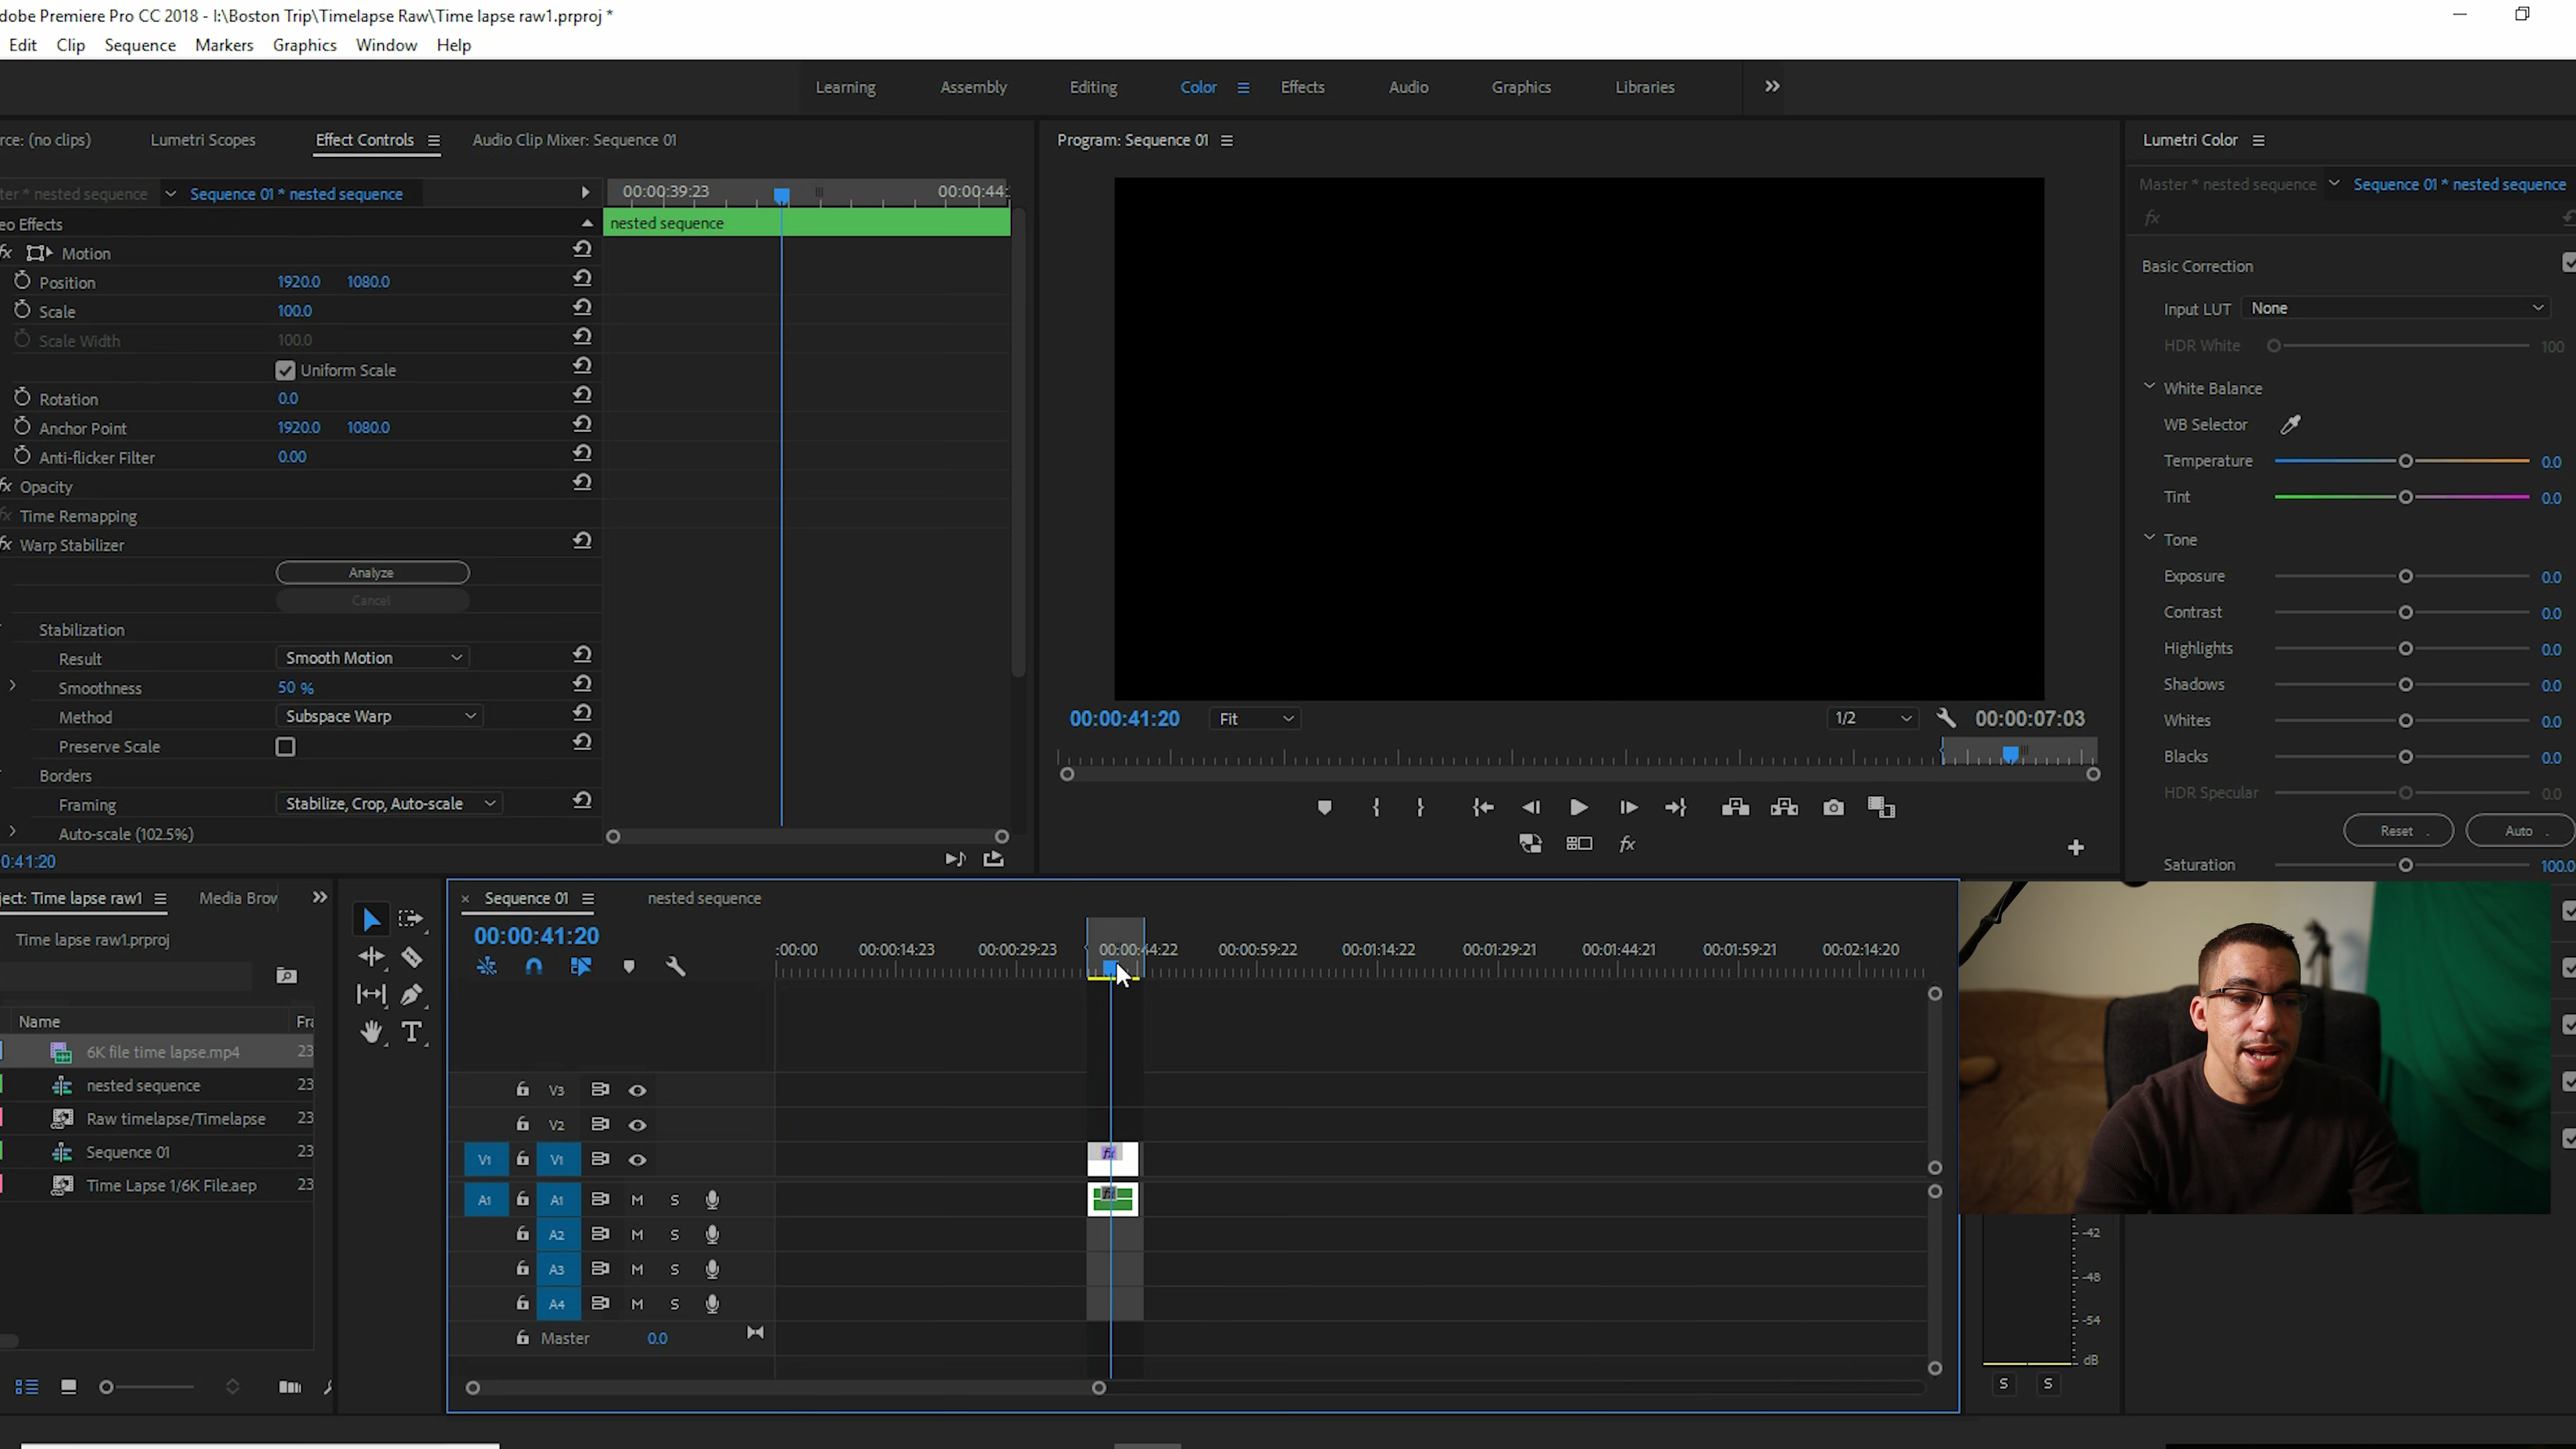 dobe Premiere Pro CC 2018 - I:\Boston Trip\Timelapse Raw\Time lapse raw1.prproj *
Edit Clip Sequence Markers Graphics Window Help
Learning Assembly Editing Color Effects Audio Graphics Libraries
rce: (no clips) Lumetri Scopes Effect Controls Audio Clip Mixer: Sequence 01
ter * nested sequence Sequence 01 * nested sequence
00:00:39:23 00:00:44:
eo Effects
nested sequence
fx Motion
Position 1920.0 1080.0
Scale 100.0
Scale Width 100.0
Uniform Scale
Rotation 0.0
Anchor Point 1920.0 1080.0
Anti-flicker Filter 0.00
fx Opacity
fx Time Remapping
fx Warp Stabilizer
Analyze
Cancel
Stabilization
Result Smooth Motion
Smoothness 50 %
Method Subspace Warp
Preserve Scale
Borders
Framing Stabilize, Crop, Auto-scale
Auto-scale (102.5%)
0:41:20
Program: Sequence 01
00:00:41:20 Fit 1/2 00:00:07:03
fx
Lumetri Color
Master * nested sequence Sequence 01 * nested sequence
fx
Basic Correction
Input LUT None
HDR White 100
White Balance
WB Selector
Temperature 0.0
Tint 0.0
Tone
Exposure 0.0
Contrast 0.0
Highlights 0.0
Shadows 0.0
Whites 0.0
Blacks 0.0
HDR Specular 0.0
Reset Auto
Saturation 100.0
ject: Time lapse raw1 Media Brow
Time lapse raw1.prproj
Name Fra
6K file time lapse.mp4 23
nested sequence 23
Raw timelapse/Timelapse 23
Sequence 01 23
Time Lapse 1/6K File.aep 23
T
× Sequence 01 nested sequence
00:00:41:20
:00:00 00:00:14:23 00:00:29:23 00:00:44:22 00:00:59:22 00:01:14:22 00:01:29:21 00:01:44:21 00:01:59:21 00:02:14:20
V3
V2
V1 V1 fx
A1 A1 M S fx
A2 M S
A3 M S
A4 M S
Master 0.0
-42
-48
-54
dB
S S